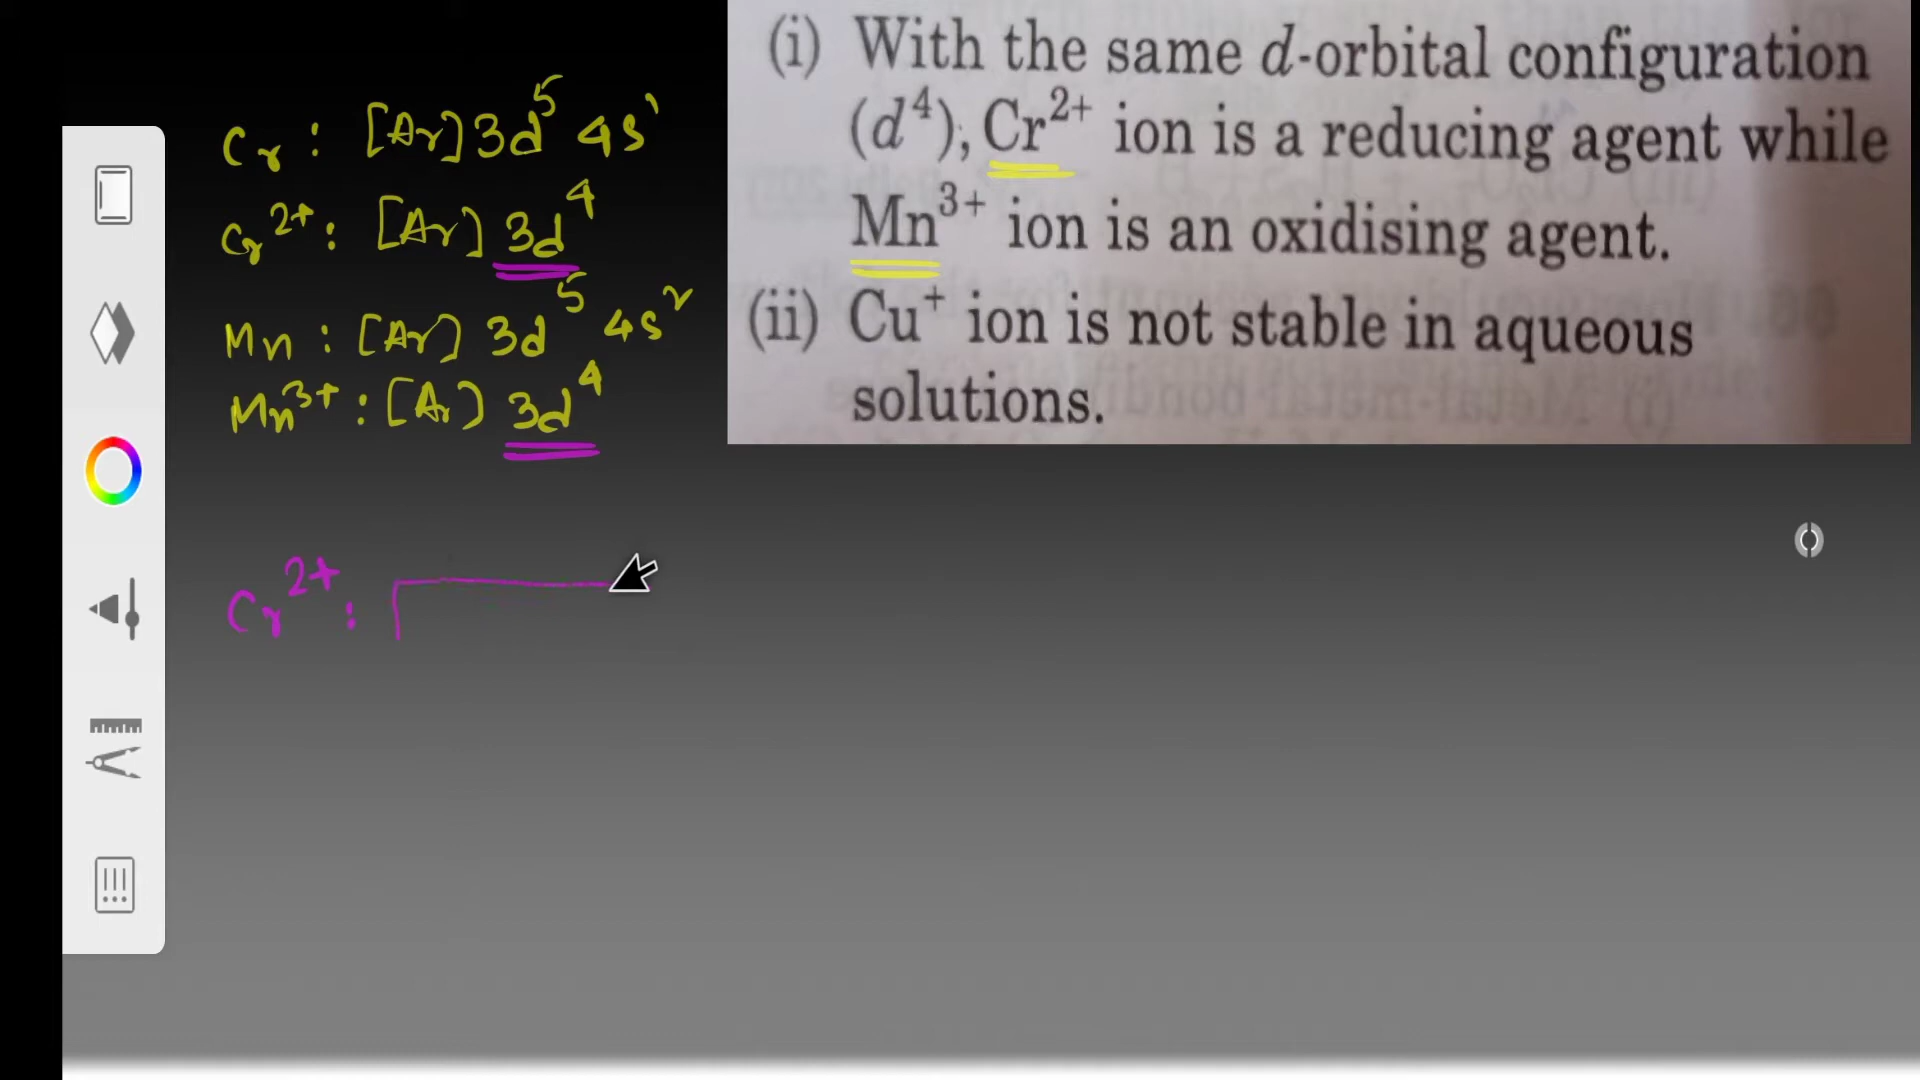 Cr : [Ar] 3d⁵ 4s¹
Cr²⁺ : [Ar] 3d⁴
Mn : [Ar] 3d⁵ 4s²
Mn³⁺ : [Ar] 3d⁴
Cr²⁺ :
(i) With the same d-orbital configuration
(d⁴), Cr²⁺ ion is a reducing agent while
Mn³⁺ ion is an oxidising agent.
(ii) Cu⁺ ion is not stable in aqueous
solutions.